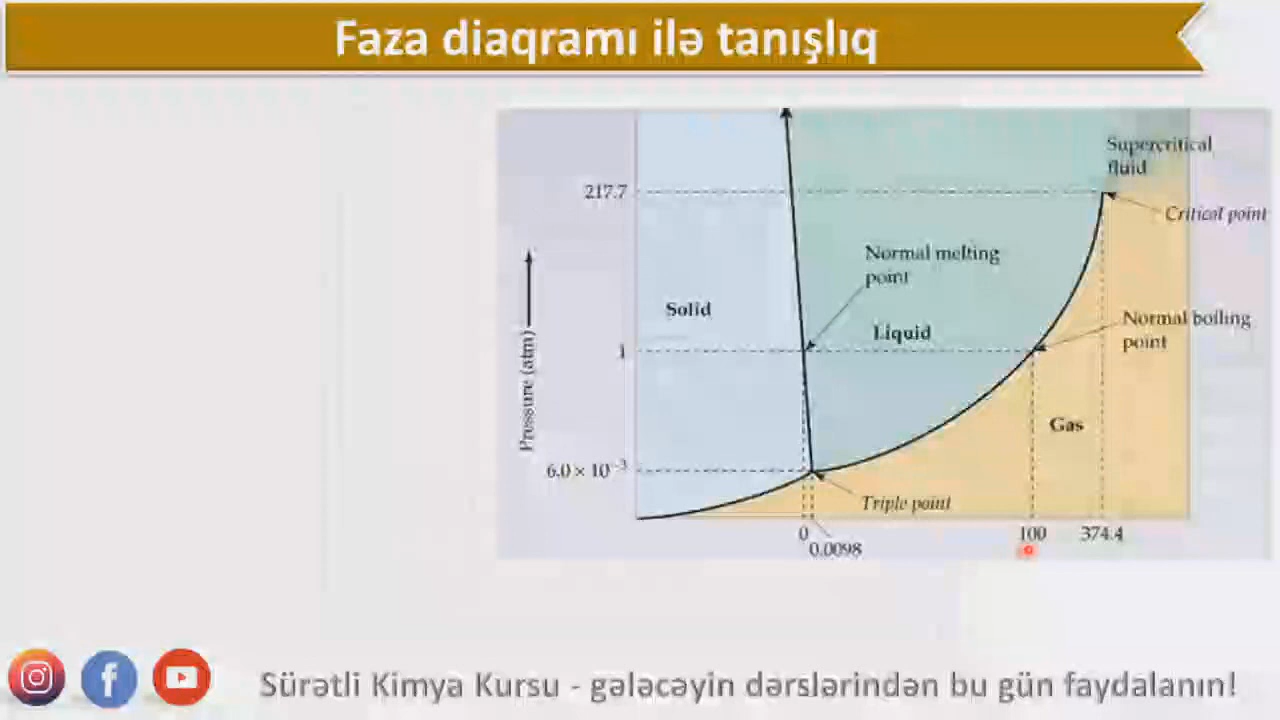 Faza diaqramı ilə tanışlıq
Supercritical
fluid
217.7
Critical point
Normal melting
point
Solid
Normal boiling
point
Liquid
1
Pressure (atm)
Gas
6.0 × 10⁻³
Triple point
0
100
374.4
0.0098
Sürətli Kimya Kursu - gələcəyin dərslərindən bu gün faydalanın!